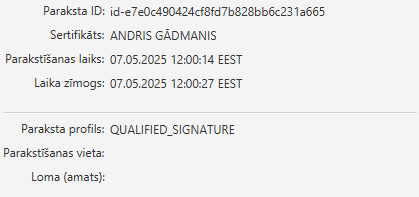 Paraksta ID: id-e7e0c490424cf8fd7b828bb6c231a665
Sertifikāts: ANDRIS GĀDMANIS
Parakstīšanas laiks: 07.05.2025 12:00:14 EEST
Laika zīmogs: 07.05.2025 12:00:27 EEST
Paraksta profils: QUALIFIED_SIGNATURE
Parakstīšanas vieta:
Loma (amats):